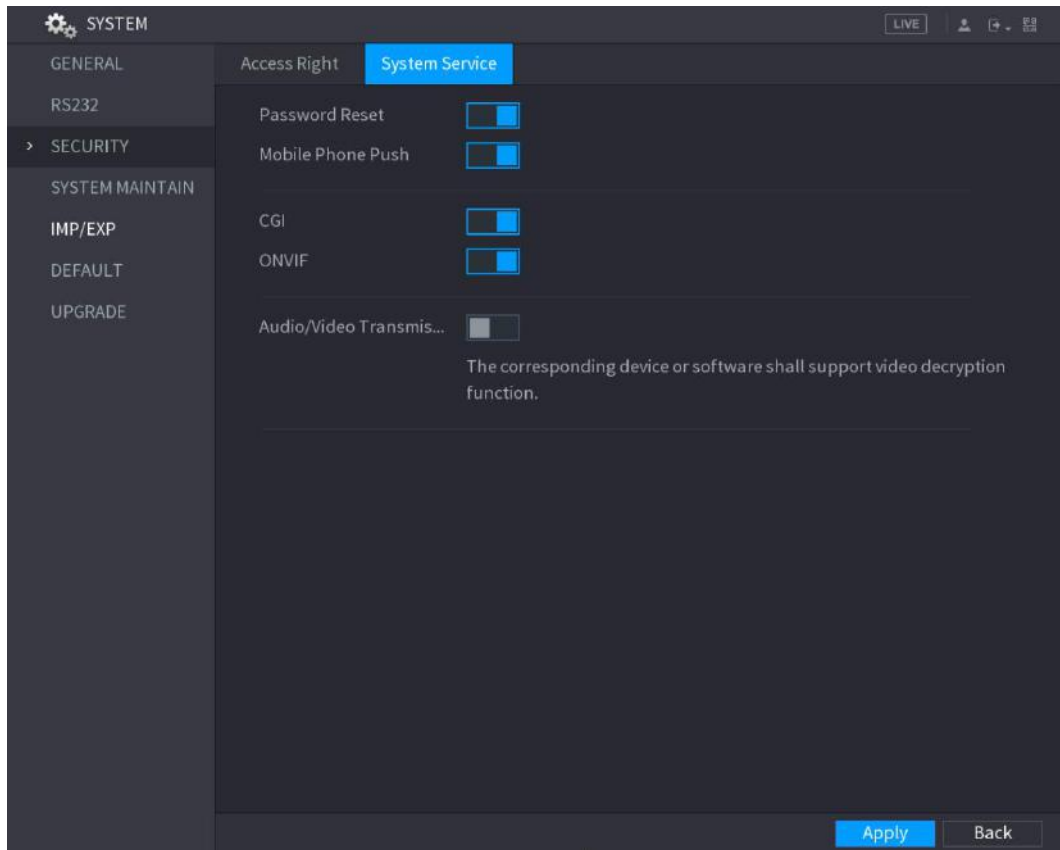 SYSTEM
LIVE
GENERAL
RS232
SECURITY
SYSTEM MAINTAIN
IMP/EXP
DEFAULT
UPGRADE
Access Right
System Service
Password Reset
Mobile Phone Push
CGI
ONVIF
Audio/Video Transmis...
The corresponding device or software shall support video decryption
function.
Apply
Back